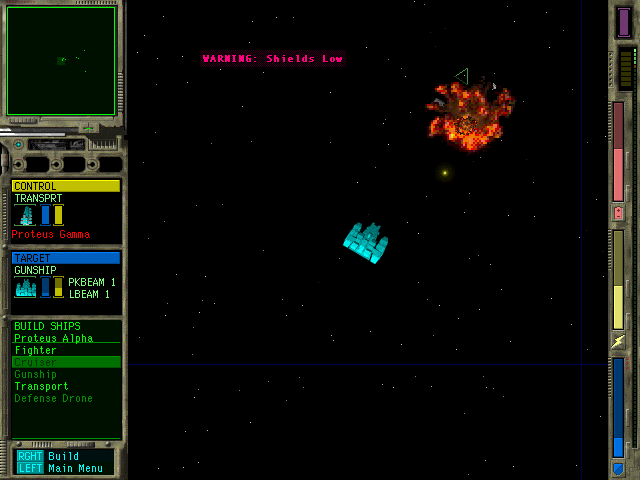 WARNING: Shields Low
CONTROL
TRANSPRT
Proteus Gamma
TARGET
GUNSHIP
PKBEAM 1
LBEAM 1
BUILD SHIPS
Proteus Alpha
Fighter
Cruiser
Gunship
Transport
Defense Drone
RGHT Build
LEFT Main Menu